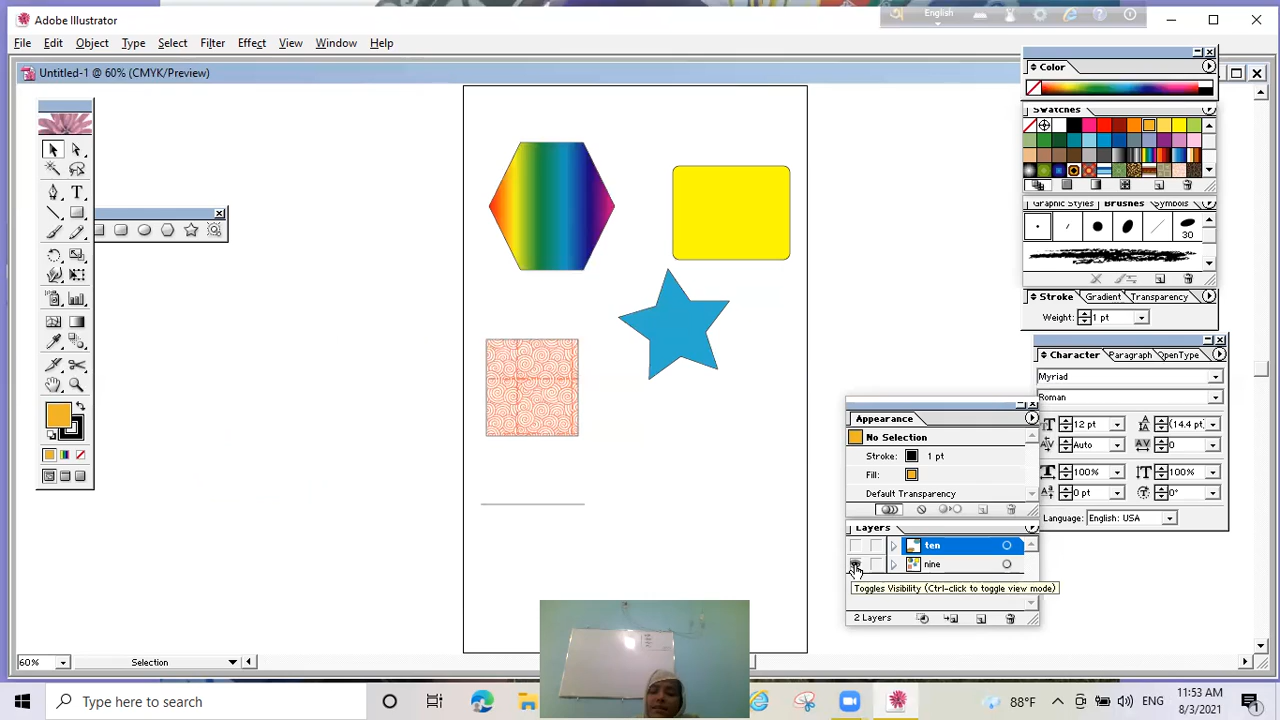 Adobe Illustrator
English
File Edit Object Type Select Filter Effect View Window Help
Untitled-1 @ 60% (CMYK/Preview)
Color
Swatches
Graphic Styles Brushes Symbols
30
Stroke Gradient Transparency
Weight: 1 pt
Character Paragraph OpenType
Myriad
Roman
12 pt (14.4 pt)
Auto 0
100% 100%
0 pt 0°
Language: English: USA
Appearance
No Selection
Stroke: 1 pt
Fill:
Default Transparency
Layers
ten
nine
Toggles Visibility (Ctrl-click to toggle view mode)
2 Layers
60% Selection
Type here to search
88°F ENG
11:53 AM
8/3/2021
1